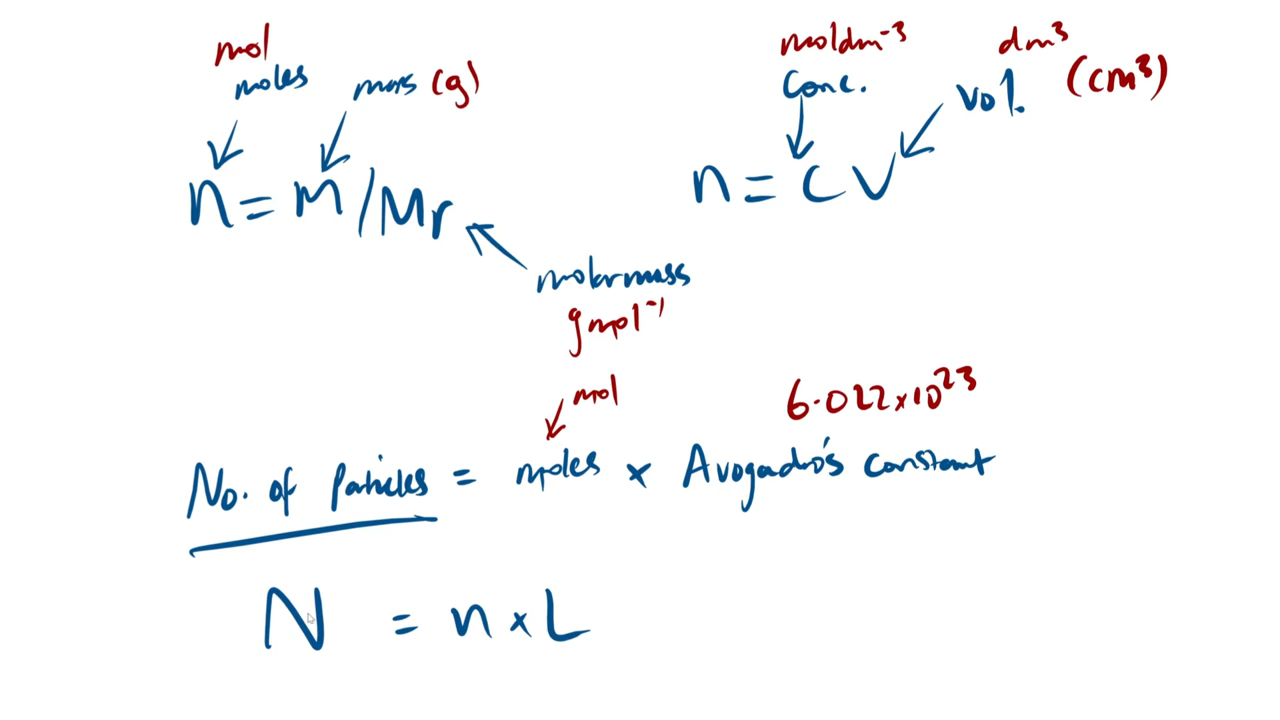 mol
moles mass (g)
n = m / Mr
molar mass
g mol⁻¹
mol dm⁻³ dm³
Conc. vol. (cm³)
n = C V
mol 6.022 × 10²³
No. of Particles = moles × Avogadro's constant
N = n × L